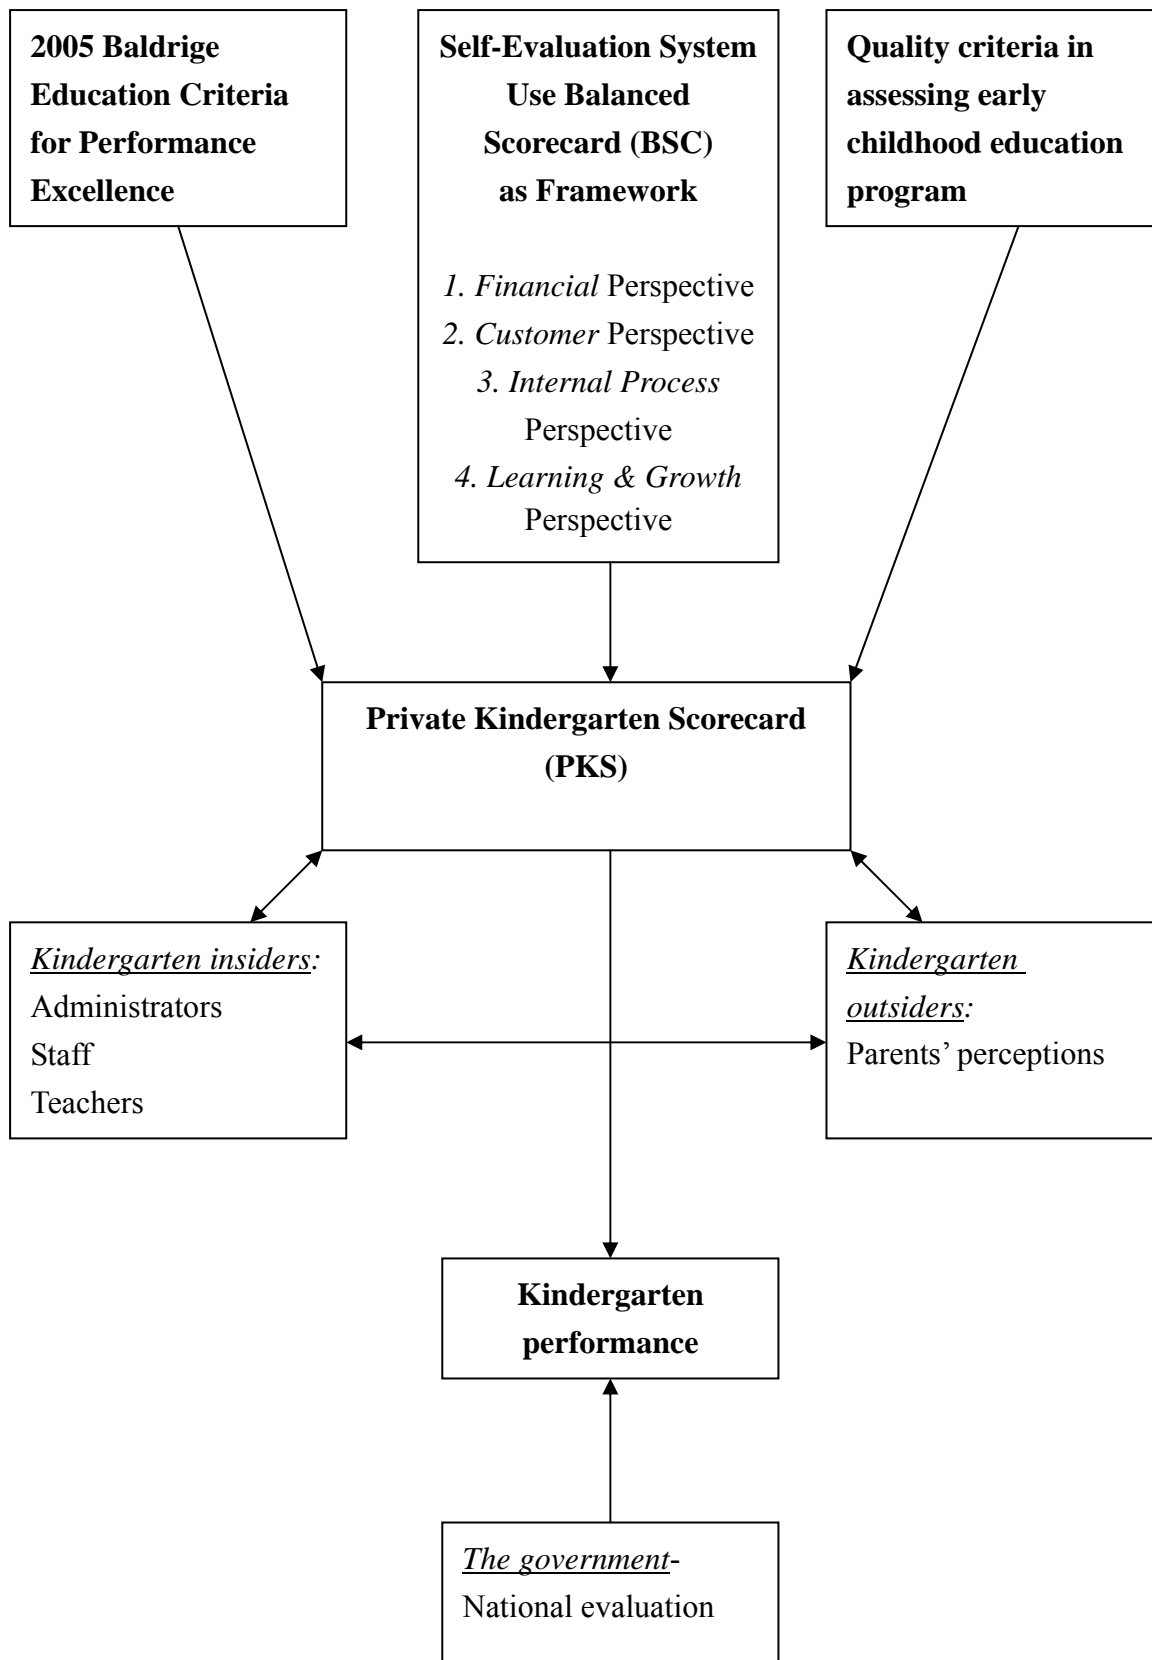 2005 Baldrige
Education Criteria
for Performance
Excellence
Self-Evaluation System
Use Balanced
Scorecard (BSC)
as Framework
1. Financial Perspective
2. Customer Perspective
3. Internal Process
Perspective
4. Learning & Growth
Perspective
Quality criteria in
assessing early
childhood education
program
Private Kindergarten Scorecard
(PKS)
Kindergarten insiders:
Administrators
Staff
Teachers
Kindergarten
outsiders:
Parents’ perceptions
Kindergarten
performance
The government-
National evaluation